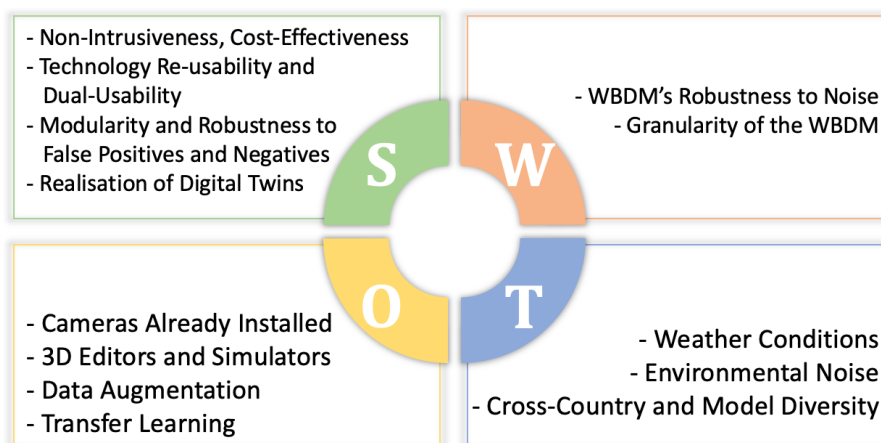 - Non-Intrusiveness, Cost-Effectiveness
- Technology Re-usability and
Dual-Usability
- Modularity and Robustness to
False Positives and Negatives
- Realisation of Digital Twins
S
- WBDM's Robustness to Noise
- Granularity of the WBDM
W
O
- Cameras Already Installed
- 3D Editors and Simulators
- Data Augmentation
- Transfer Learning
T
- Weather Conditions
- Environmental Noise
- Cross-Country and Model Diversity